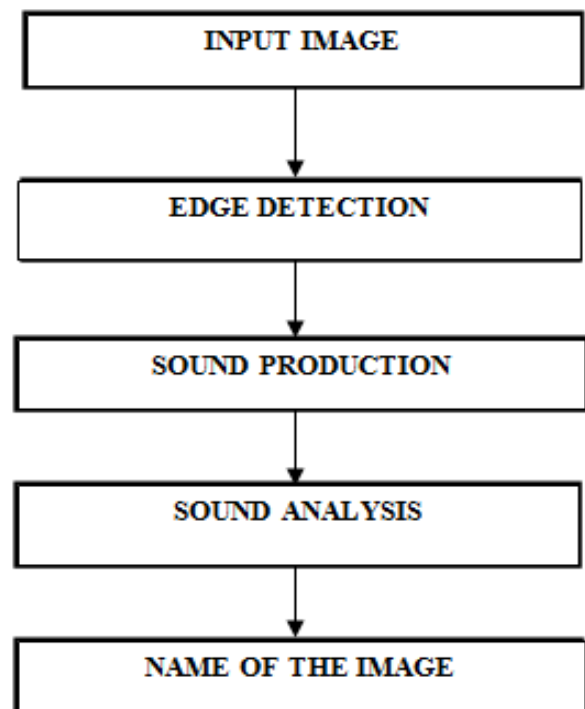 INPUT IMAGE
EDGE DETECTION
SOUND PRODUCTION
SOUND ANALYSIS
NAME OF THE IMAGE